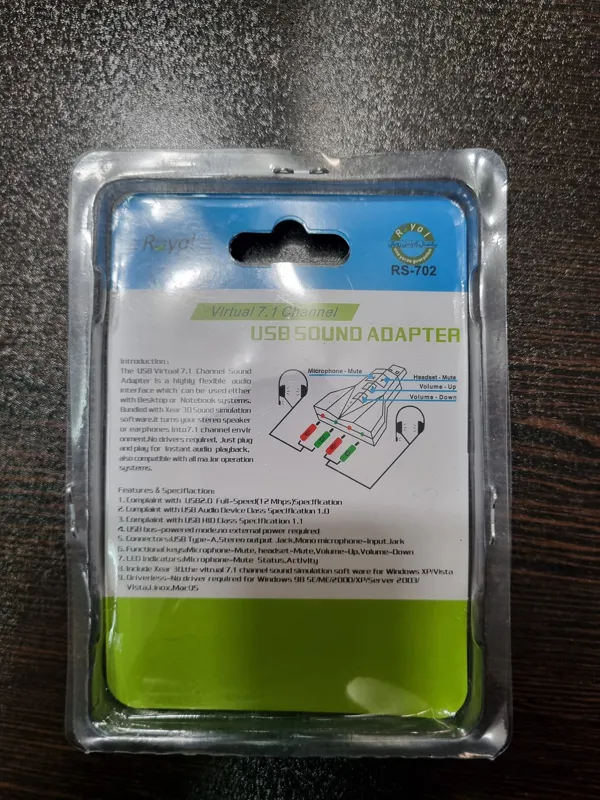 Royal
Royal
RS-702
Virtual 7.1 Channel
USB SOUND ADAPTER
Introduction:
The USB Virtual 7.1 Channel Sound
Adapter is a highly flexible audio
interface which can be used either
with Desktop or Notebook systems.
Bundled with Xear 3D Sound simulation
software.It turns your stereo speaker
or earphones into7.1 channel envir
onment.No drivers required, Just plug
and play for Instant audio playback,
also compatible with all major operation
systems.
Microphone - Mute
Headset - Mute
Volume - Up
Volume - Down
Features & Speciffaction:
1. Complaint with USB2.0 Full-Speed(12 Mhps)Specification
2. Complaint with USB Audio Device Class Specification 1.0)
3. Complaint with USB HID Class Specification 1.1
4. USB bus-powered mode.no external power required
5. Connectors:USB Type-A,Stereo output Jack,Mono microphone-input.Jark
6. Functional keys:Microphone-Mute, headset-Mute,Volume-Up,Volume-Down
7. LED Indicators:Microphone-Mute Status,Activity
8. Include Xear 3D,the vitrual 7.1 channel sound simulation soft ware for Windows XP/Vista
9. Driverless-No driver required for Windows 98 SE/ME/2000/XP/Server 2003/
Vista,Linox,MacOS